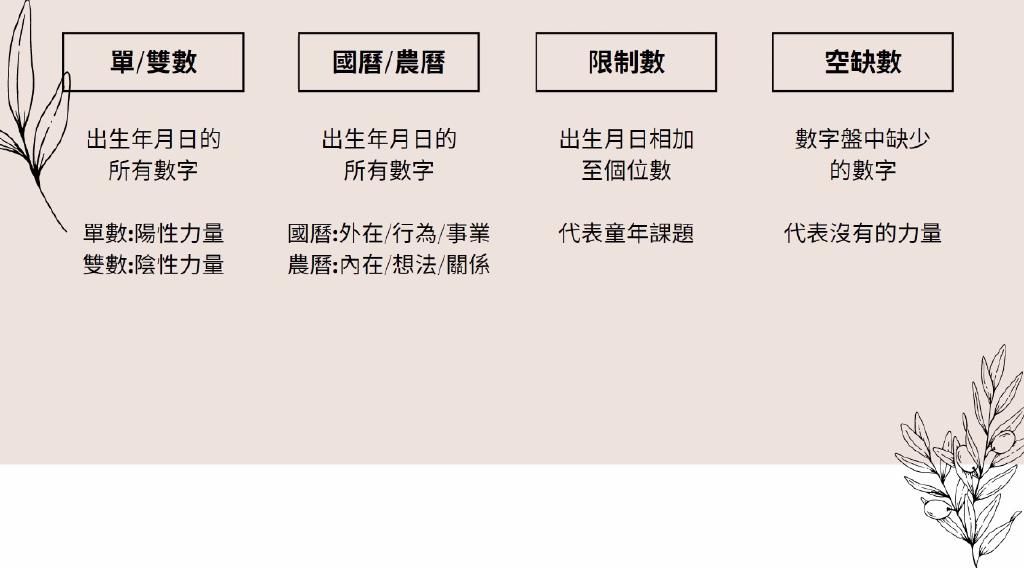 單/雙數
出生年月日的
所有數字
單數:陽性力量
雙數:陰性力量
國曆/農曆
出生年月日的
所有數字
國曆:外在/行為/事業
農曆:內在/想法/關係
限制數
出生月日相加
至個位數
代表童年課題
空缺數
數字盤中缺少
的數字
代表沒有的力量